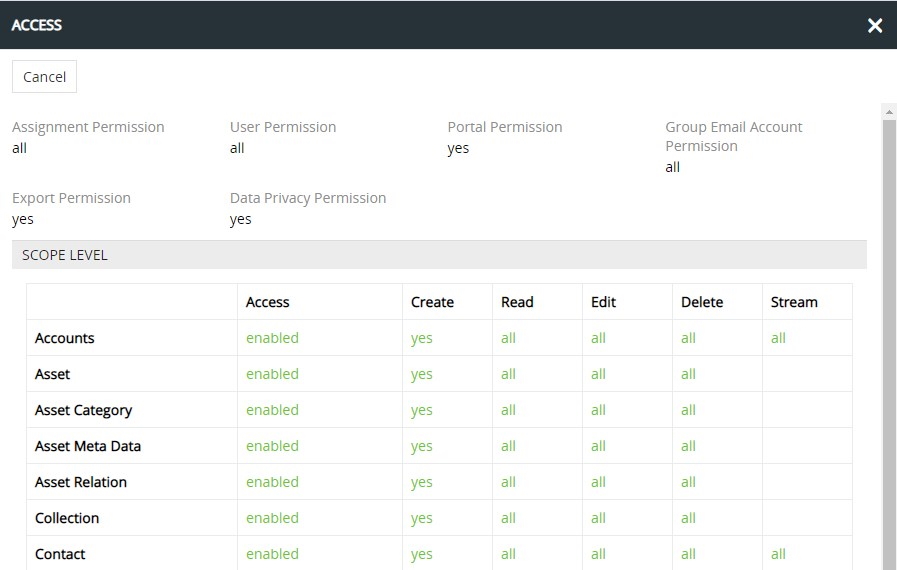 ACCESS
Cancel
Assignment Permission
all
User Permission
all
Portal Permission
yes
Group Email Account
Permission
all
Export Permission
yes
Data Privacy Permission
yes
SCOPE LEVEL
Access Create Read Edit Delete Stream
Accounts enabled yes all all all all
Asset enabled yes all all all
Asset Category enabled yes all all all
Asset Meta Data enabled yes all all all
Asset Relation enabled yes all all all
Collection enabled yes all all all
Contact enabled yes all all all all